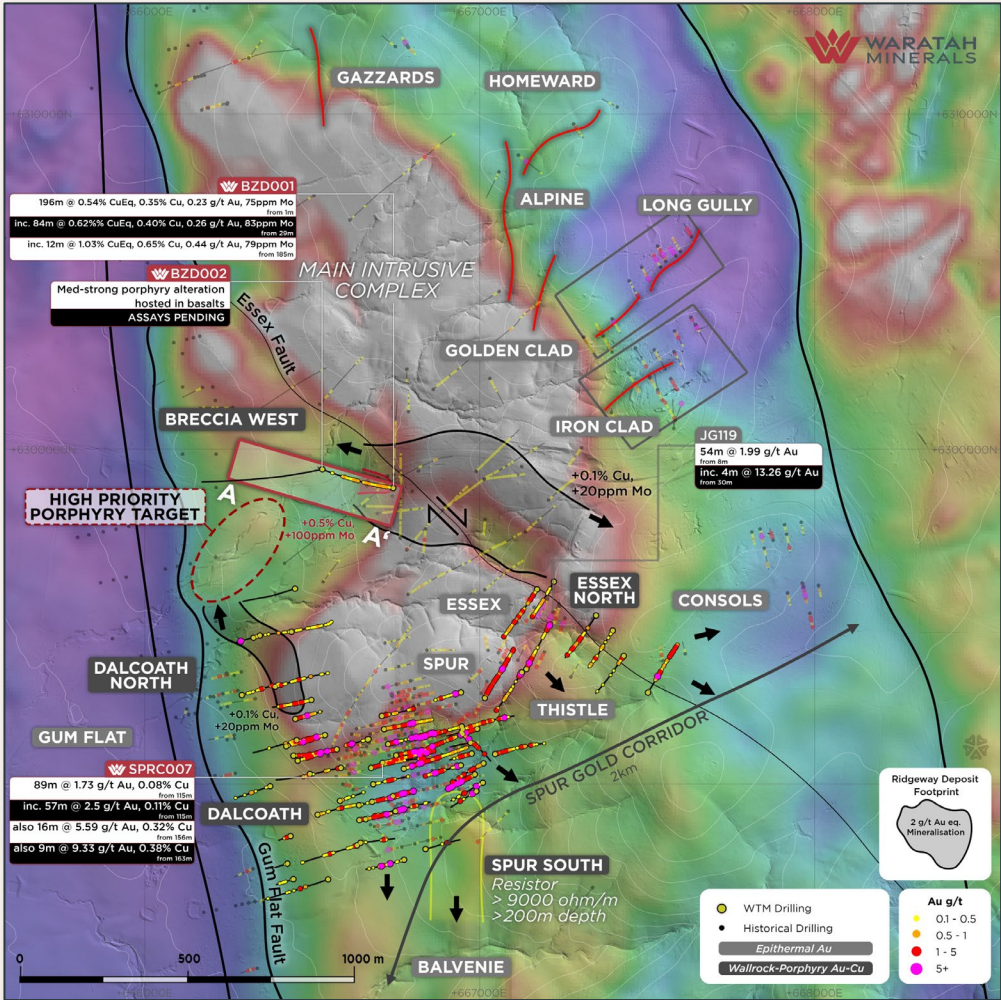 666000E
667000E
668000E
WARATAH
MINERALS
GAZZARDS
HOMEWARD
+6310000N
+6310000N
BZD001
196m @ 0.54% CuEq, 0.35% Cu, 0.23 g/t Au, 75ppm Mo
from 1m
inc. 84m @ 0.62%% CuEq, 0.40% Cu, 0.26 g/t Au, 83ppm Mo
from 29m
inc. 12m @ 1.03% CuEq, 0.65% Cu, 0.44 g/t Au, 79ppm Mo
from 185m
ALPINE
LONG GULLY
BZD002
Med-strong porphyry alteration
hosted in basalts
ASSAYS PENDING
MAIN INTRUSIVE
COMPLEX
Essex Fault
GOLDEN CLAD
BRECCIA WEST
IRON CLAD
JG119
54m @ 1.99 g/t Au
from 8m
inc. 4m @ 13.26 g/t Au
from 30m
+6300000N
+6300000N
+0.1% Cu,
+20ppm Mo
A
HIGH PRIORITY
PORPHYRY TARGET
+0.5% Cu,
+100ppm Mo
A'
ESSEX
ESSEX
NORTH
CONSOLS
DALCOATH
NORTH
SPUR
THISTLE
+0.1% Cu,
+20ppm Mo
GUM FLAT
SPUR GOLD CORRIDOR
2km
SPRC007
89m @ 1.73 g/t Au, 0.08% Cu
from 115m
inc. 57m @ 2.5 g/t Au, 0.11% Cu
from 115m
also 16m @ 5.59 g/t Au, 0.32% Cu
from 156m
also 9m @ 9.33 g/t Au, 0.38% Cu
from 163m
DALCOATH
Gum Flat Fault
SPUR SOUTH
Resistor
> 9000 ohm/m
>200m depth
Ridgeway Deposit
Footprint
2 g/t Au eq.
Mineralisation
WTM Drilling
Historical Drilling
Epithermal Au
Wallrock-Porphyry Au-Cu
Au g/t
0.1 - 0.5
0.5 - 1
1 - 5
5+
BALVENIE
0
500
1000 m
+666000E
+667000E
+668000E